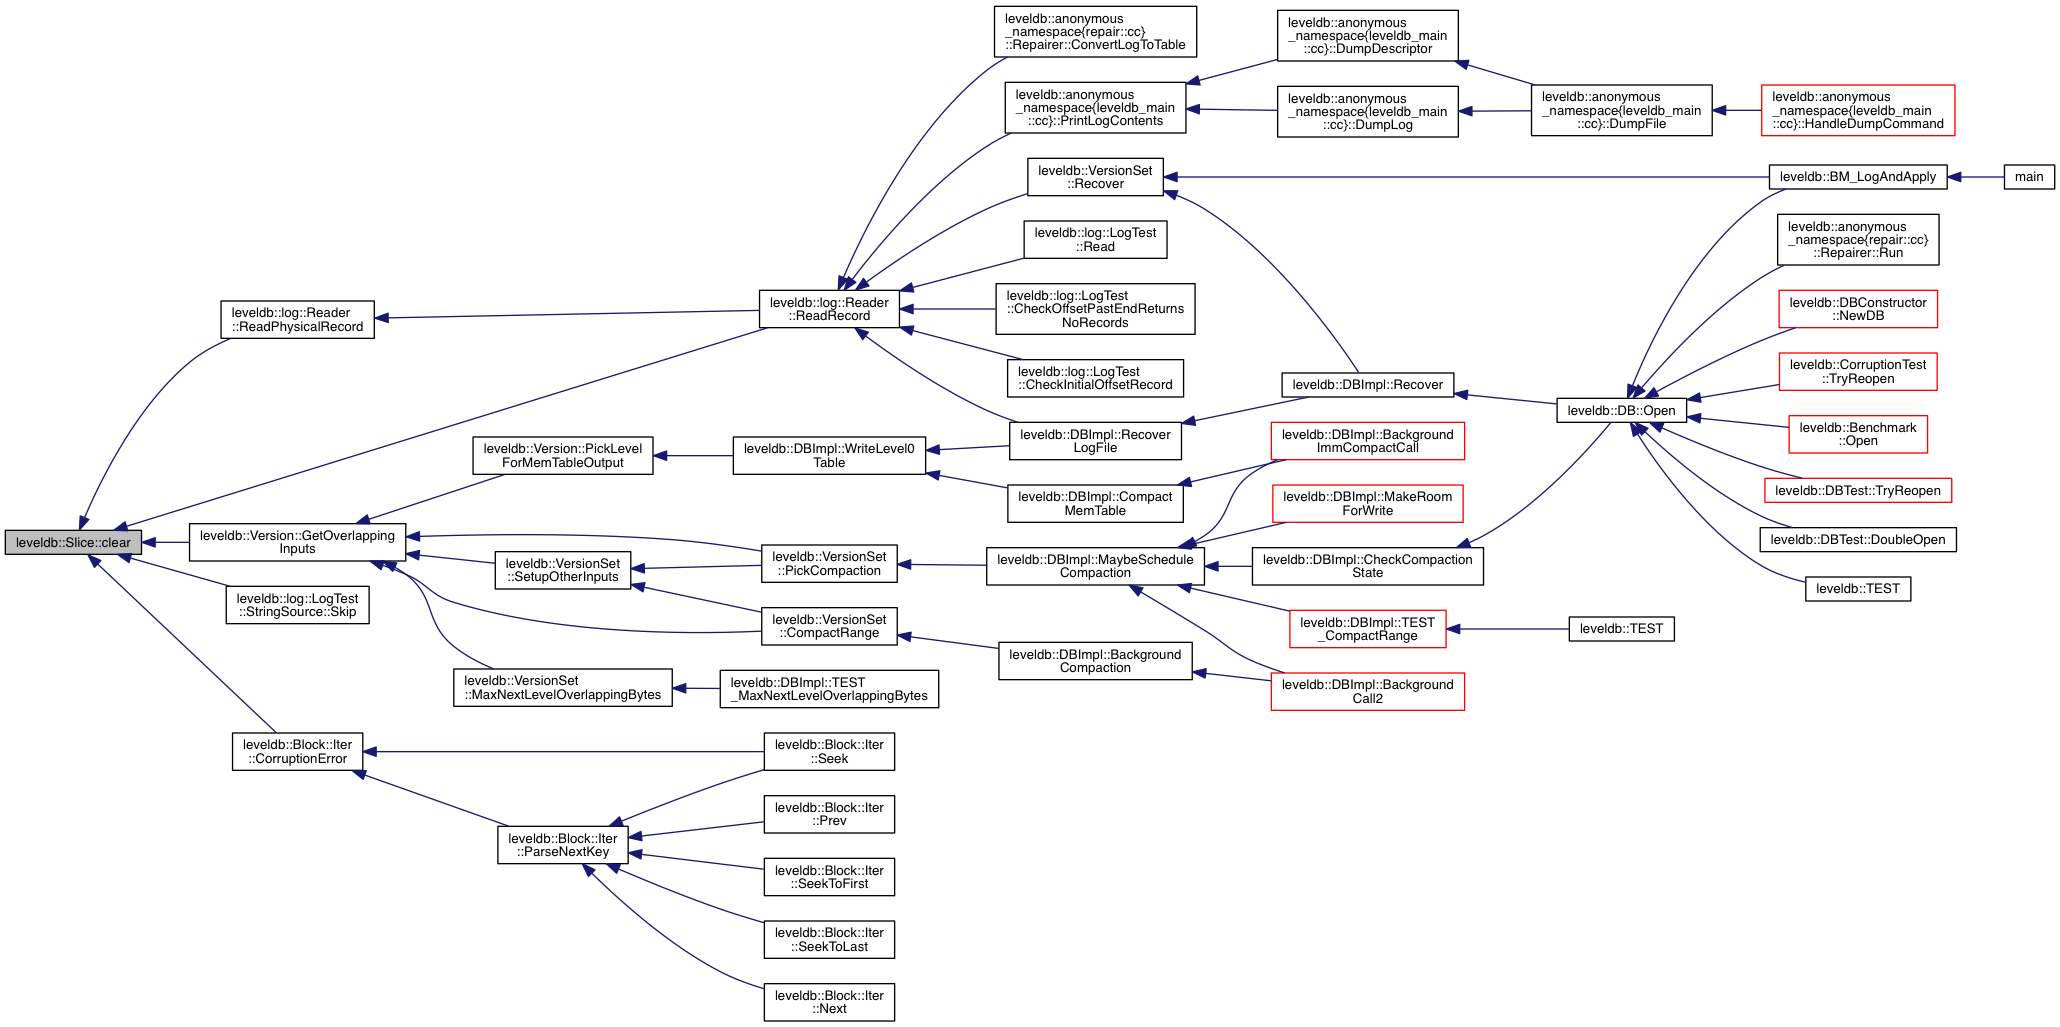 leveldb::Slice::clear
leveldb::log::Reader
::ReadPhysicalRecord
leveldb::Version::GetOverlapping
Inputs
leveldb::log::LogTest
::StringSource::Skip
leveldb::Block::Iter
::CorruptionError
leveldb::Version::PickLevel
ForMemTableOutput
leveldb::VersionSet
::SetupOtherInputs
leveldb::VersionSet
::MaxNextLevelOverlappingBytes
leveldb::Block::Iter
::ParseNextKey
leveldb::log::Reader
::ReadRecord
leveldb::DBImpl::WriteLevel0
Table
leveldb::VersionSet
::PickCompaction
leveldb::VersionSet
::CompactRange
leveldb::DBImpl::TEST
_MaxNextLevelOverlappingBytes
leveldb::Block::Iter
::Seek
leveldb::Block::Iter
::Prev
leveldb::Block::Iter
::SeekToFirst
leveldb::Block::Iter
::SeekToLast
leveldb::Block::Iter
::Next
leveldb::anonymous
_namespace{repair::cc}
::Repairer::ConvertLogToTable
leveldb::anonymous
_namespace{leveldb_main
::cc}::PrintLogContents
leveldb::VersionSet
::Recover
leveldb::log::LogTest
::Read
leveldb::log::LogTest
::CheckOffsetPastEndReturns
NoRecords
leveldb::log::LogTest
::CheckInitialOffsetRecord
leveldb::DBImpl::Recover
LogFile
leveldb::DBImpl::Compact
MemTable
leveldb::DBImpl::MaybeSchedule
Compaction
leveldb::DBImpl::Background
Compaction
leveldb::anonymous
_namespace{leveldb_main
::cc}::DumpDescriptor
leveldb::anonymous
_namespace{leveldb_main
::cc}::DumpLog
leveldb::DBImpl::Recover
leveldb::DBImpl::Background
ImmCompactCall
leveldb::DBImpl::MakeRoom
ForWrite
leveldb::DBImpl::CheckCompaction
State
leveldb::DBImpl::TEST
_CompactRange
leveldb::DBImpl::Background
Call2
leveldb::anonymous
_namespace{leveldb_main
::cc}::DumpFile
leveldb::DB::Open
leveldb::TEST
leveldb::anonymous
_namespace{leveldb_main
::cc}::HandleDumpCommand
leveldb::BM_LogAndApply
leveldb::anonymous
_namespace{repair::cc}
::Repairer::Run
leveldb::DBConstructor
::NewDB
leveldb::CorruptionTest
::TryReopen
leveldb::Benchmark
::Open
leveldb::DBTest::TryReopen
leveldb::DBTest::DoubleOpen
leveldb::TEST
main